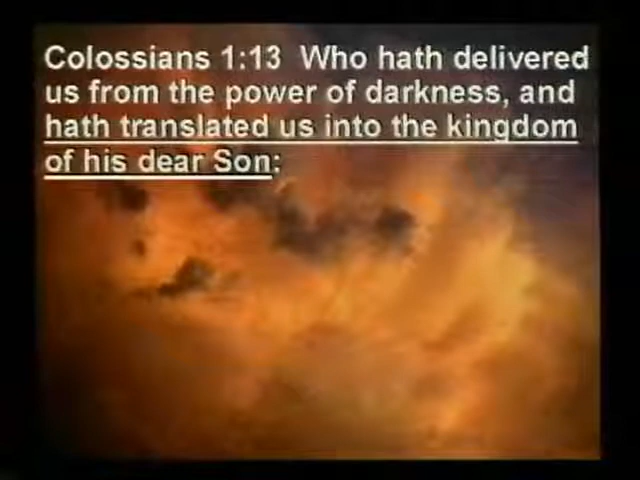 Colossians 1:13  Who hath delivered
us from the power of darkness, and
hath translated us into the kingdom
of his dear Son: